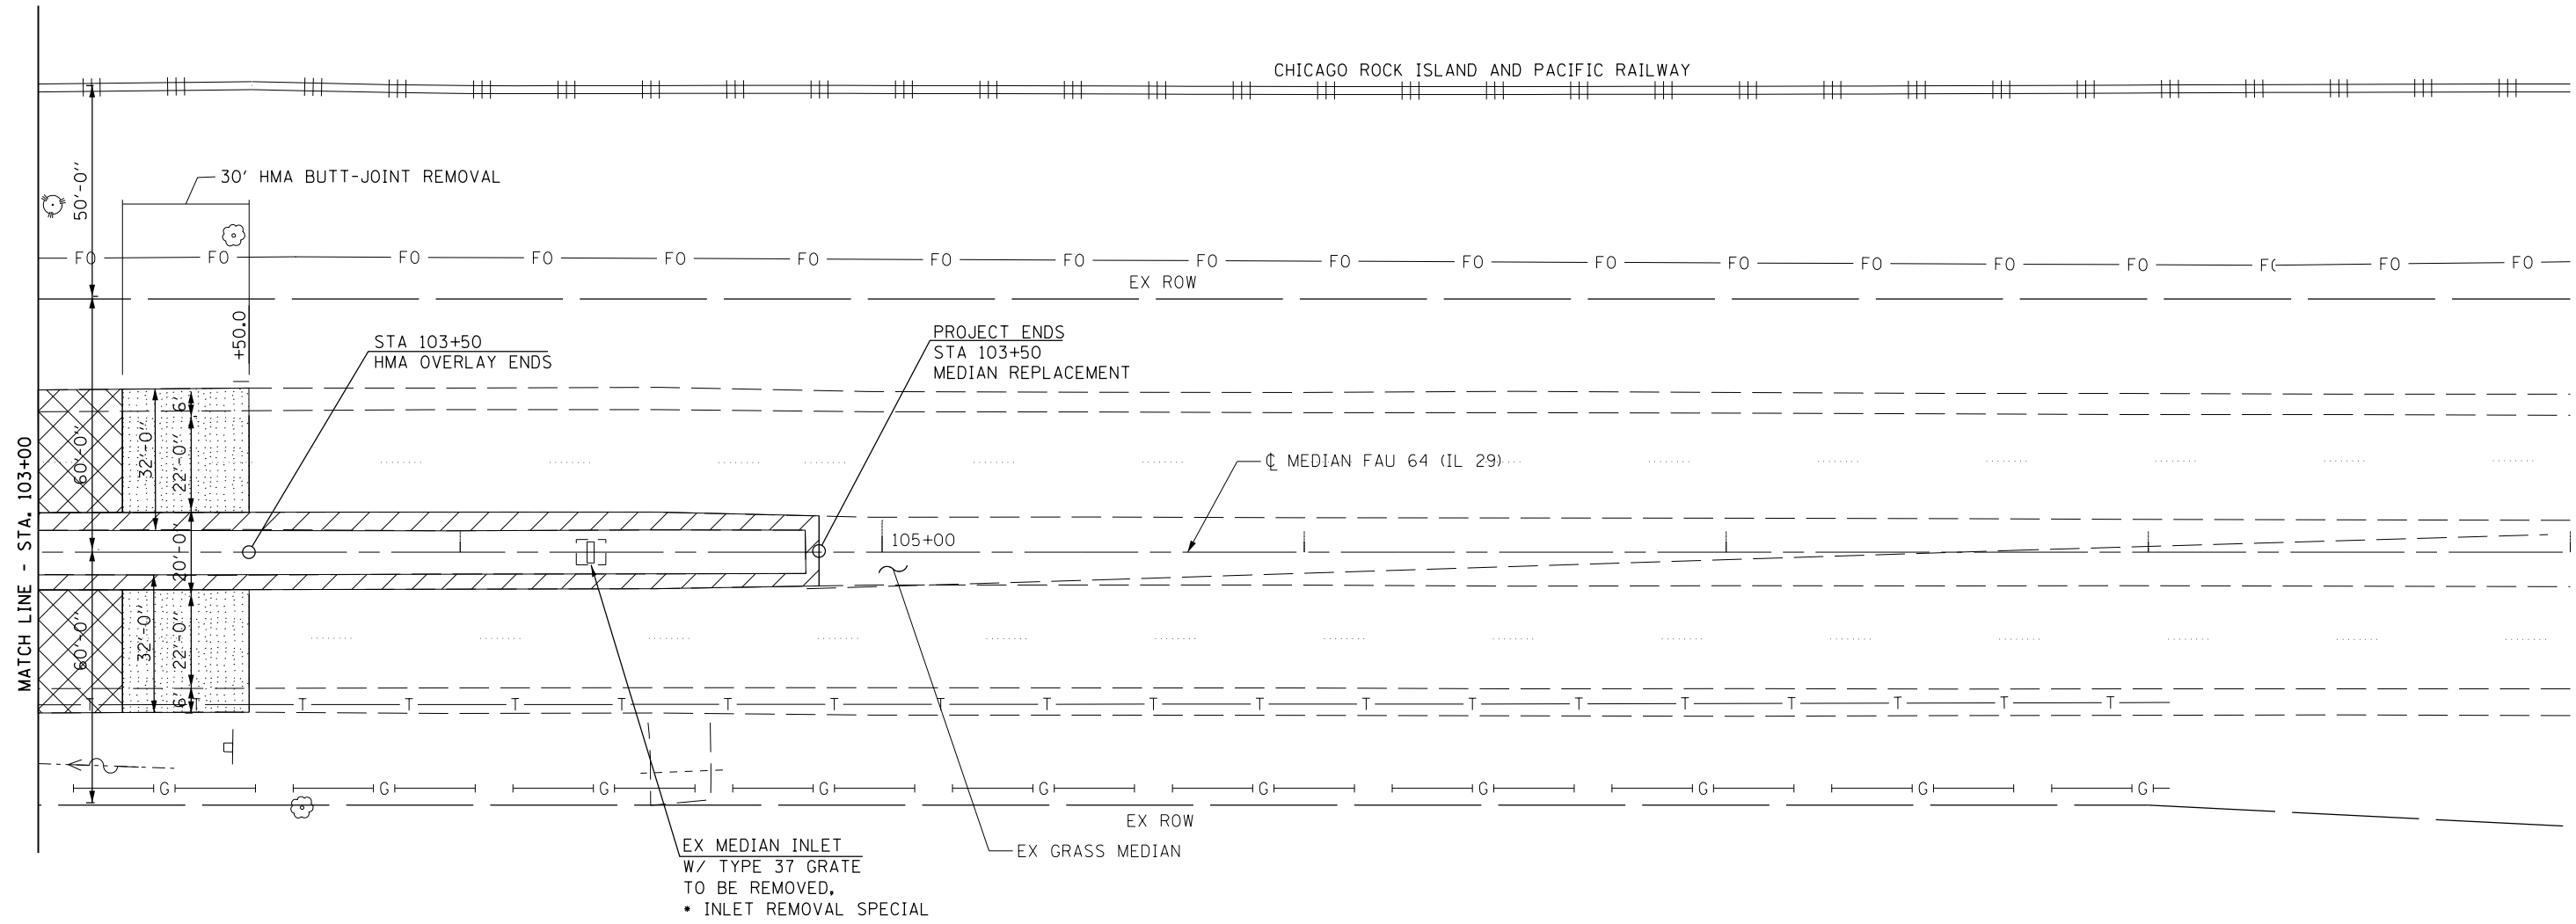 CHICAGO ROCK ISLAND AND PACIFIC RAILWAY
30' HMA BUTT-JOINT REMOVAL
50'-0"
FO FO FO FO FO FO FO FO FO FO FO FO FO FO FO FO FO FO FO
EX ROW
+50.0
STA 103+50
HMA OVERLAY ENDS
PROJECT ENDS
STA 103+50
MEDIAN REPLACEMENT
MATCH LINE - STA. 103+00
60'-0"
32'-0"
6'
22'-0"
℄ MEDIAN FAU 64 (IL 29)
20'-0"
105+00
60'-0"
32'-0"
22'-0"
6'
T T T T T T T T T T T T T T T T T T T T
G G G G G G G G G G
EX ROW
EX MEDIAN INLET
W/ TYPE 37 GRATE
TO BE REMOVED,
* INLET REMOVAL SPECIAL
EX GRASS MEDIAN